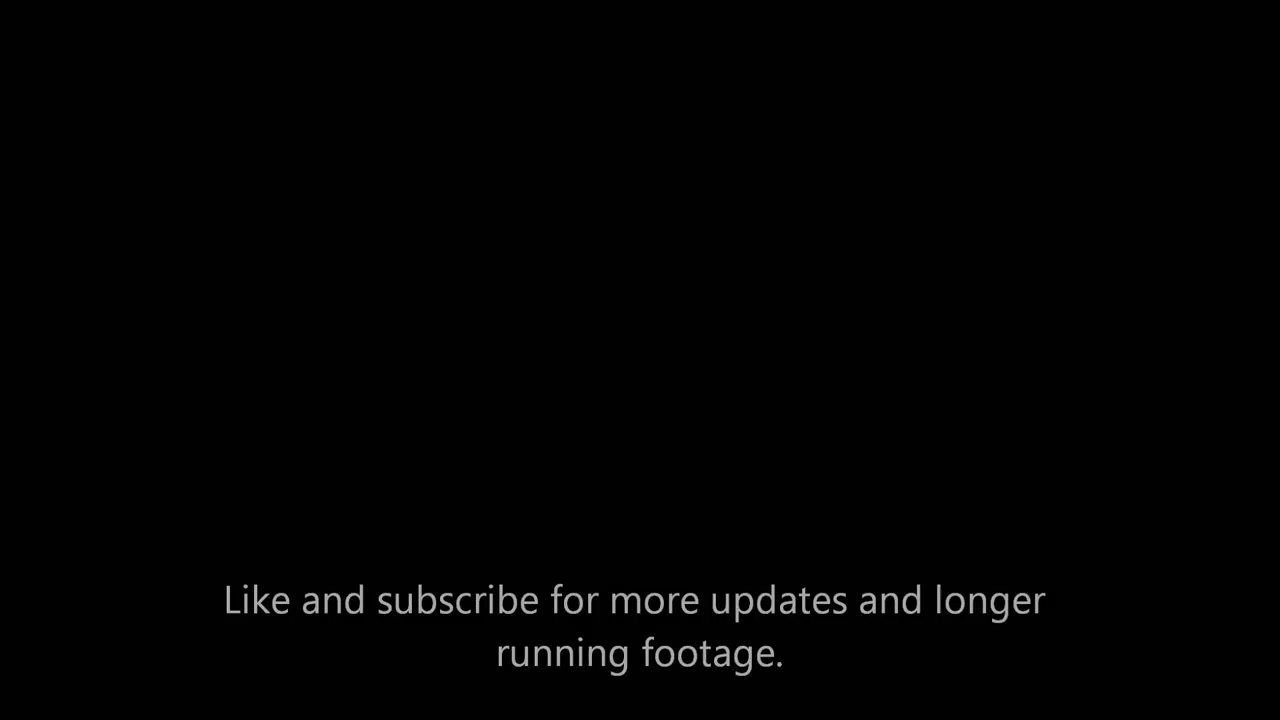 Like and subscribe for more updates and longer
running footage.